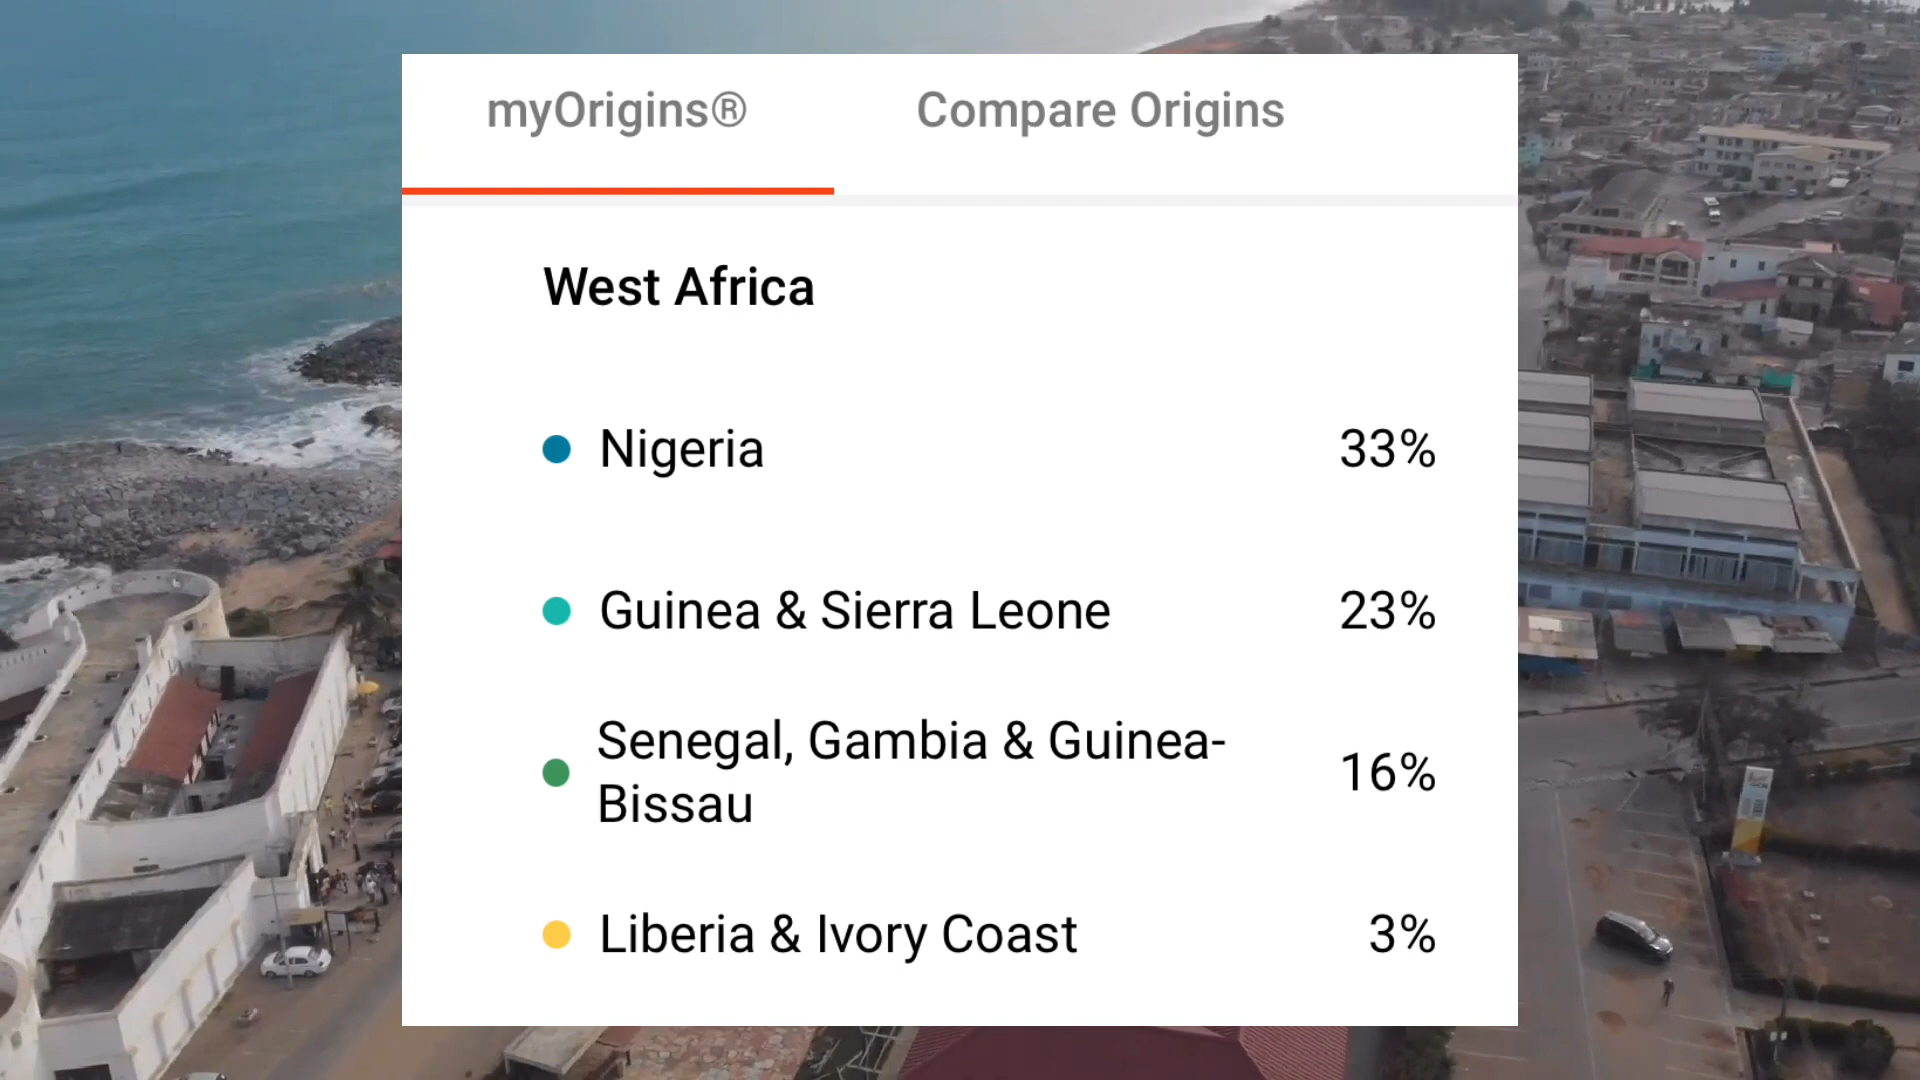 myOrigins® Compare Origins
West Africa
Nigeria 33%
Guinea & Sierra Leone 23%
Senegal, Gambia & Guinea-
Bissau 16%
Liberia & Ivory Coast 3%